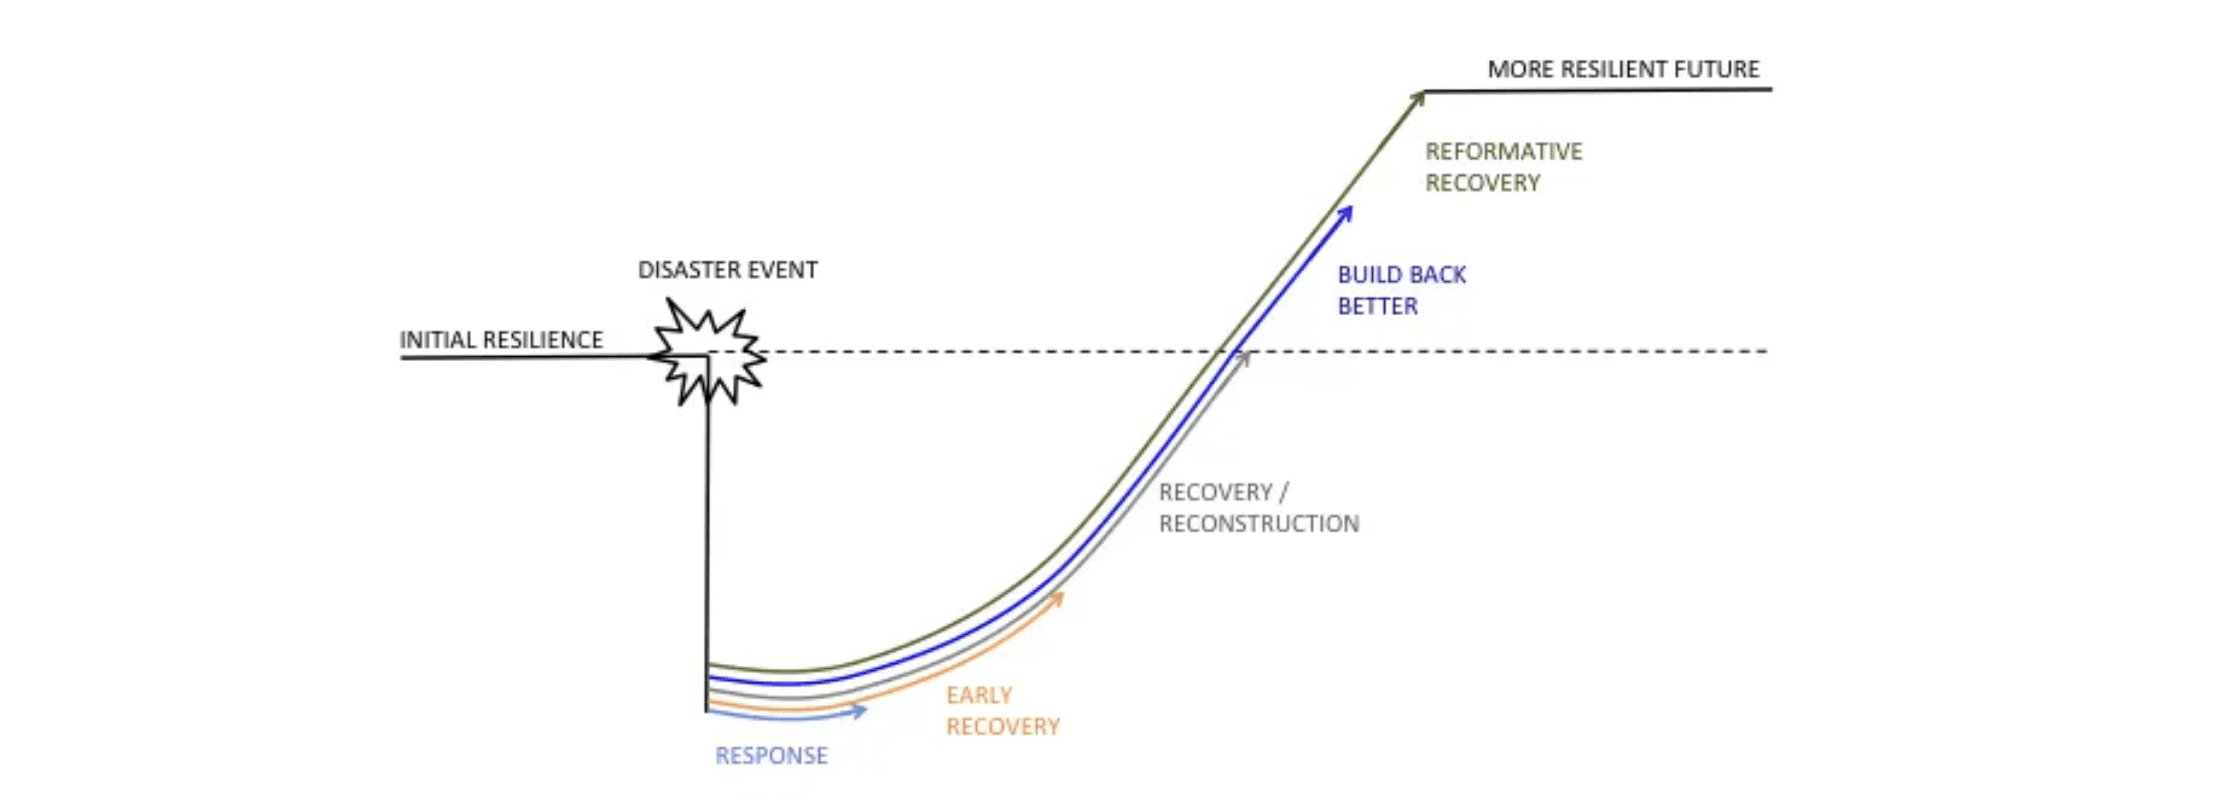 MORE RESILIENT FUTURE
REFORMATIVE
RECOVERY
DISASTER EVENT
BUILD BACK
BETTER
INITIAL RESILIENCE
RECOVERY /
RECONSTRUCTION
EARLY
RECOVERY
RESPONSE